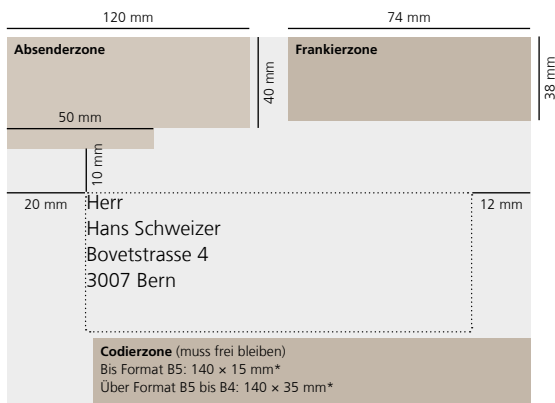 120 mm
74 mm
Absenderzone
Frankierzone
40 mm
38 mm
50 mm
10 mm
20 mm
12 mm
Herr
Hans Schweizer
Bovetstrasse 4
3007 Bern
Codierzone (muss frei bleiben)
Bis Format B5: 140 × 15 mm*
Über Format B5 bis B4: 140 × 35 mm*